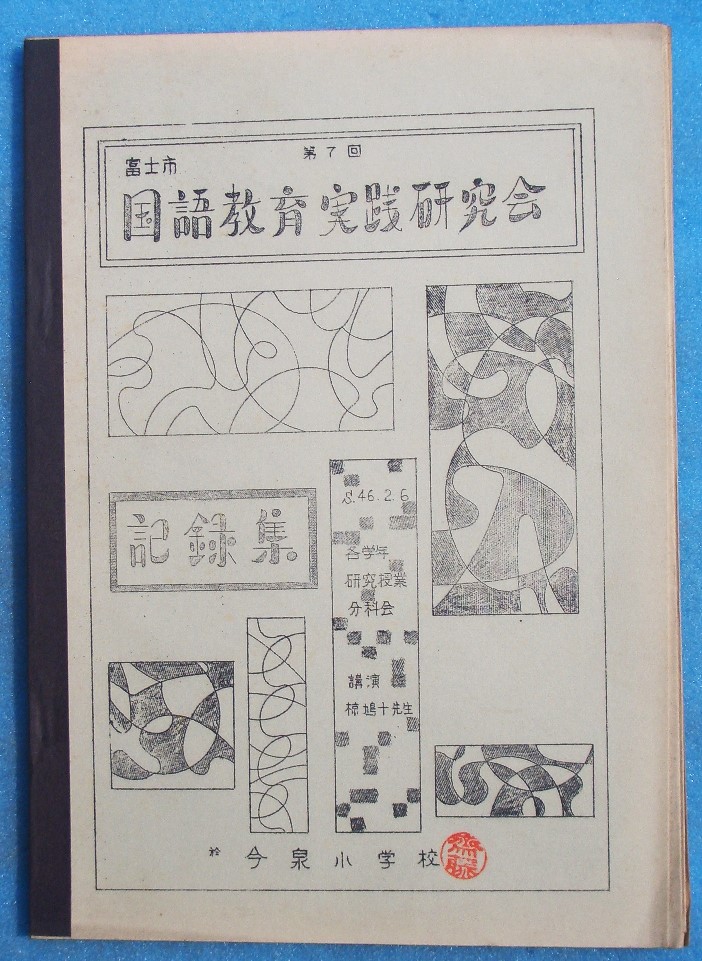 第7回
富士市
国語教育実践研究会
記録集
S.46.2.6
各学年
研究授業
分科会
講演
椋鳩十先生
於 今泉小学校
斎藤